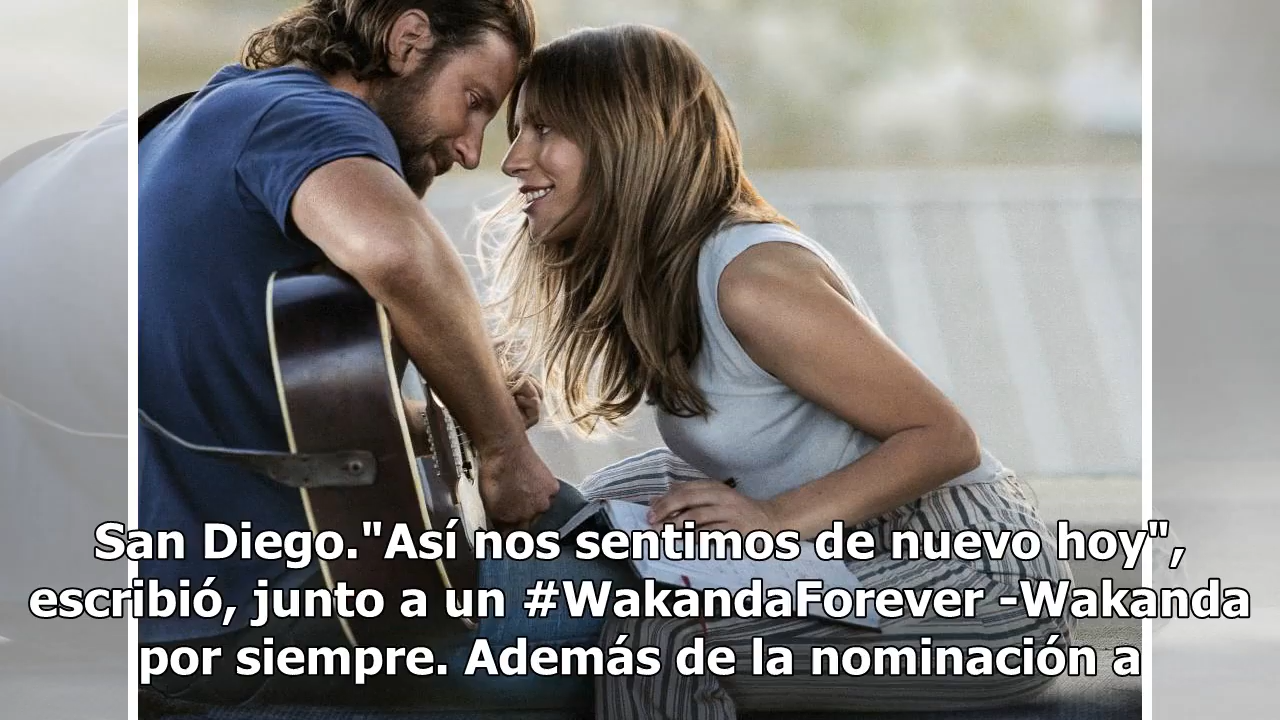 San Diego."Así nos sentimos de nuevo hoy",
escribió, junto a un #WakandaForever -Wakanda
por siempre. Además de la nominación a